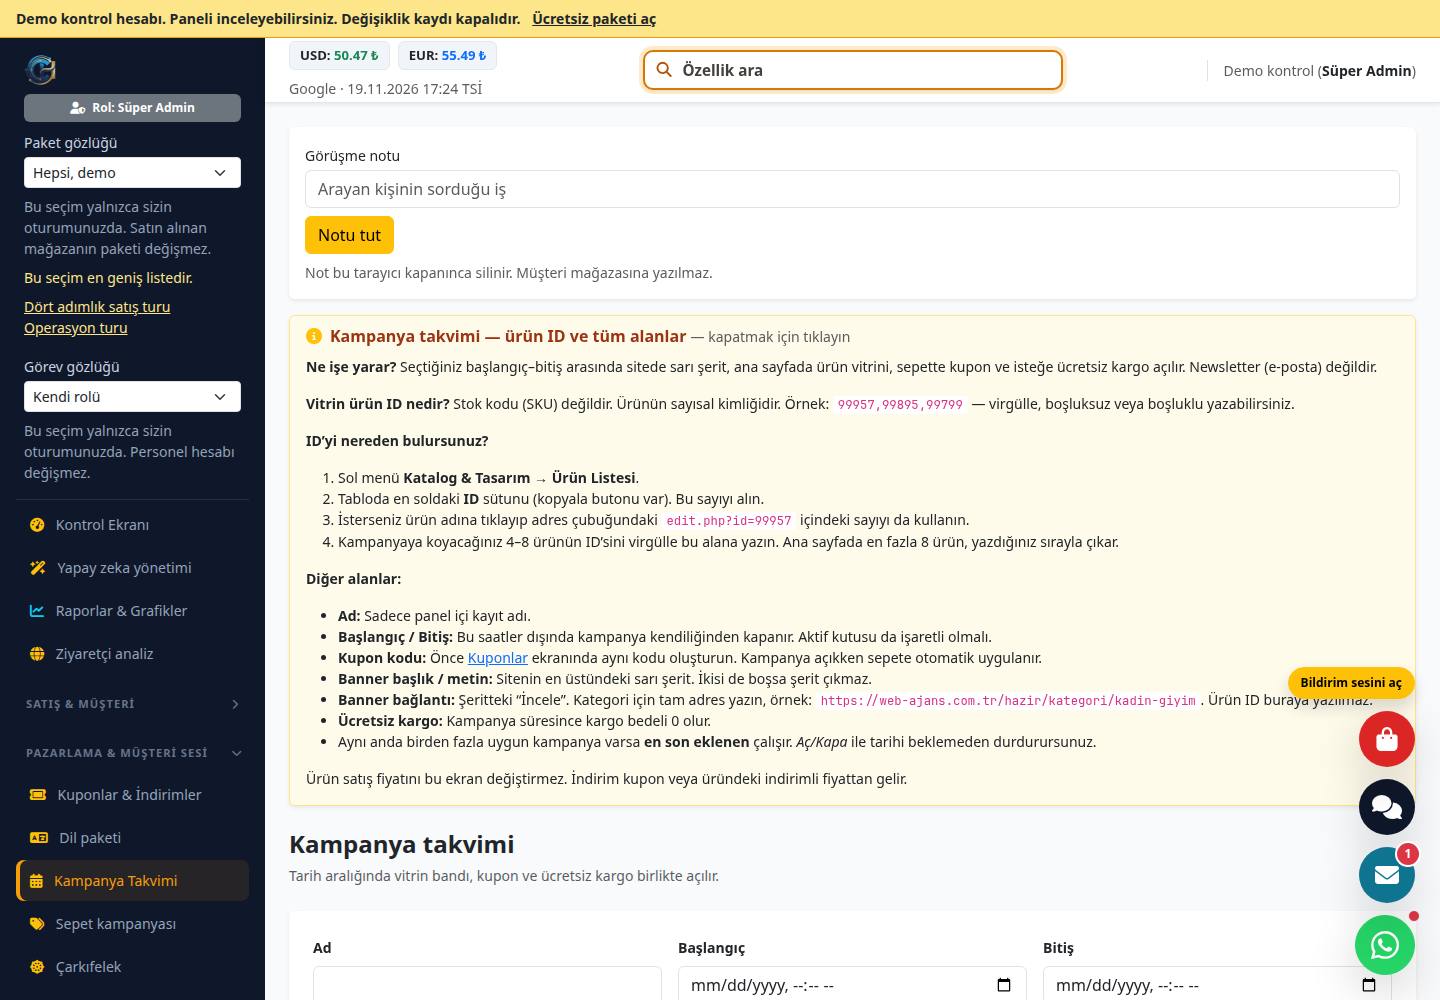 Demo kontrol hesabı. Paneli inceleyebilirsiniz. Değişiklik kaydı kapalıdır. Ücretsiz paketi aç
Rol: Süper Admin
Paket gözlüğü
Hepsi, demo
Bu seçim yalnızca sizin
oturumunuzda. Satın alınan
mağazanın paketi değişmez.
Bu seçim en geniş listedir.
Dört adımlık satış turu
Operasyon turu
Görev gözlüğü
Kendi rolü
Bu seçim yalnızca sizin
oturumunuzda. Personel hesabı
değişmez.
Kontrol Ekranı
Yapay zeka yönetimi
Raporlar & Grafikler
Ziyaretçi analiz
SATIŞ & MÜŞTERİ
PAZARLAMA & MÜŞTERİ SESİ
Kuponlar & İndirimler
Dil paketi
Kampanya Takvimi
Sepet kampanyası
Çarkıfelek
USD: 50.47 ₺ EUR: 55.49 ₺
Google · 19.11.2026 17:24 TSİ
Özellik ara
Demo kontrol (Süper Admin)
Görüşme notu
Arayan kişinin sorduğu iş
Notu tut
Not bu tarayıcı kapanınca silinir. Müşteri mağazasına yazılmaz.
Kampanya takvimi — ürün ID ve tüm alanlar — kapatmak için tıklayın
Ne işe yarar? Seçtiğiniz başlangıç–bitiş arasında sitede sarı şerit, ana sayfada ürün vitrini, sepette kupon ve isteğe ücretsiz kargo açılır. Newsletter (e-posta) değildir.
Vitrin ürün ID nedir? Stok kodu (SKU) değildir. Ürünün sayısal kimliğidir. Örnek: 99957,99895,99799 — virgülle, boşluksuz veya boşluklu yazabilirsiniz.
ID’yi nereden bulursunuz?
1. Sol menü Katalog & Tasarım → Ürün Listesi.
2. Tabloda en soldaki ID sütunu (kopyala butonu var). Bu sayıyı alın.
3. İsterseniz ürün adına tıklayıp adres çubuğundaki edit.php?id=99957 içindeki sayıyı da kullanın.
4. Kampanyaya koyacağınız 4–8 ürünün ID’sini virgülle bu alana yazın. Ana sayfada en fazla 8 ürün, yazdığınız sırayla çıkar.
Diğer alanlar:
• Ad: Sadece panel içi kayıt adı.
• Başlangıç / Bitiş: Bu saatler dışında kampanya kendiliğinden kapanır. Aktif kutusu da işaretli olmalı.
• Kupon kodu: Önce Kuponlar ekranında aynı kodu oluşturun. Kampanya açıkken sepete otomatik uygulanır.
• Banner başlık / metin: Sitenin en üstündeki sarı şerit. İkisi de boşsa şerit çıkmaz.
• Banner bağlantı: Şeritteki “İncele”. Kategori için tam adres yazın, örnek: https://web-ajans.com.tr/hazir/kategori/kadin-giyim . Ürün ID buraya yazılmaz.
• Ücretsiz kargo: Kampanya süresince kargo bedeli 0 olur.
• Aynı anda birden fazla uygun kampanya varsa en son eklenen çalışır. Aç/Kapa ile tarihi beklemeden durdurursunuz.
Ürün satış fiyatını bu ekran değiştirmez. İndirim kupon veya üründeki indirimli fiyattan gelir.
Bildirim sesini aç
1
Kampanya takvimi
Tarih aralığında vitrin bandı, kupon ve ücretsiz kargo birlikte açılır.
Ad Başlangıç Bitiş
mm/dd/yyyy, --:-- -- mm/dd/yyyy, --:-- --